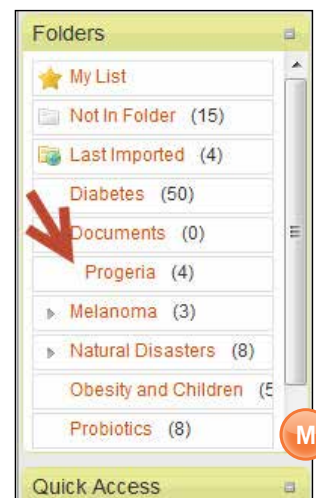 Folders
My List
Not In Folder (15)
Last Imported (4)
Diabetes (50)
Documents (0)
Progeria (4)
Melanoma (3)
Natural Disasters (8)
Obesity and Children (5
Probiotics (8)
M
Quick Access